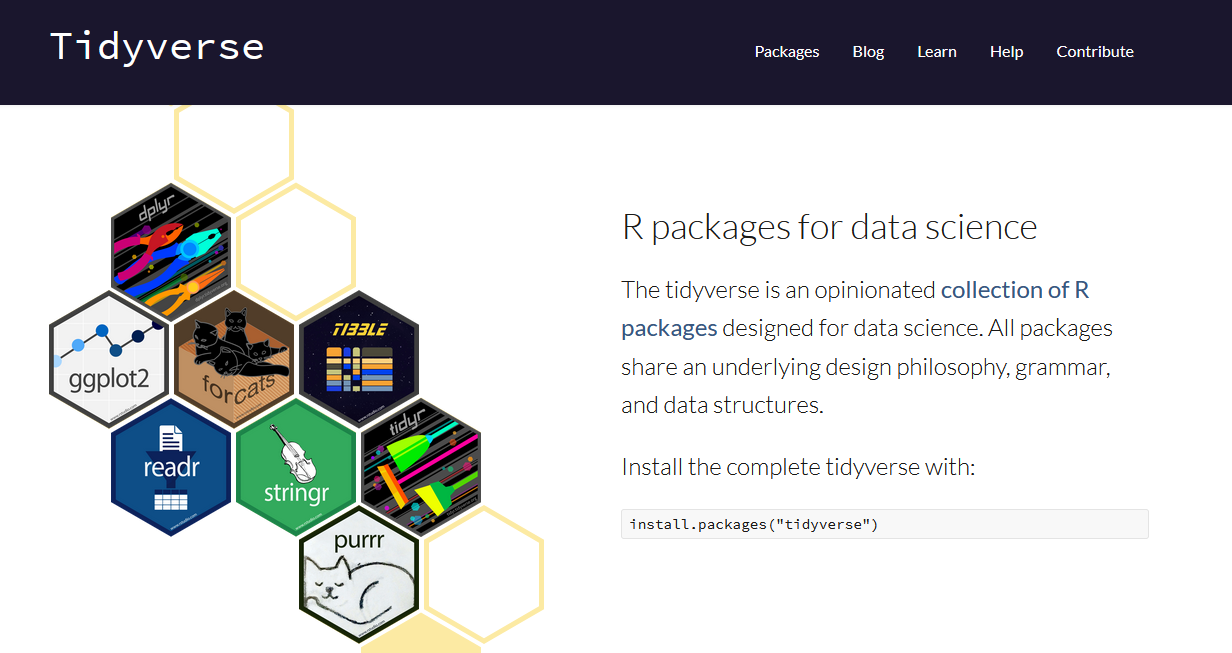 Tidyverse
Packages Blog Learn Help Contribute
dplyr
ggplot2
forcats
TIBBLE
readr
stringr
tidyr
purrr
R packages for data science
The tidyverse is an opinionated collection of R
packages designed for data science. All packages
share an underlying design philosophy, grammar,
and data structures.
Install the complete tidyverse with:
install.packages("tidyverse")